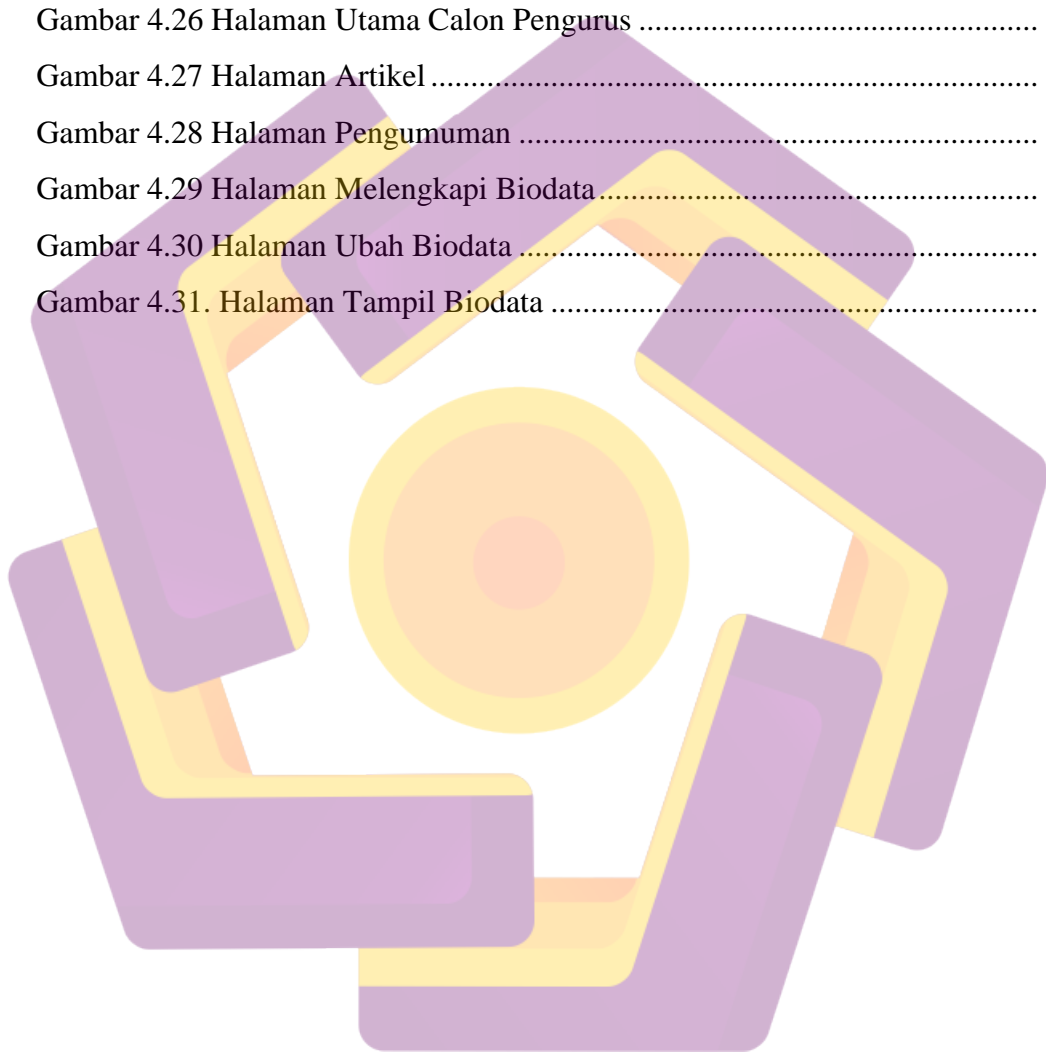 Gambar 4.26 Halaman Utama Calon Pengurus ................................................
Gambar 4.27 Halaman Artikel ..........................................................................
Gambar 4.28 Halaman Pengumuman ...............................................................
Gambar 4.29 Halaman Melengkapi Biodata.....................................................
Gambar 4.30 Halaman Ubah Biodata ...............................................................
Gambar 4.31. Halaman Tampil Biodata ...........................................................